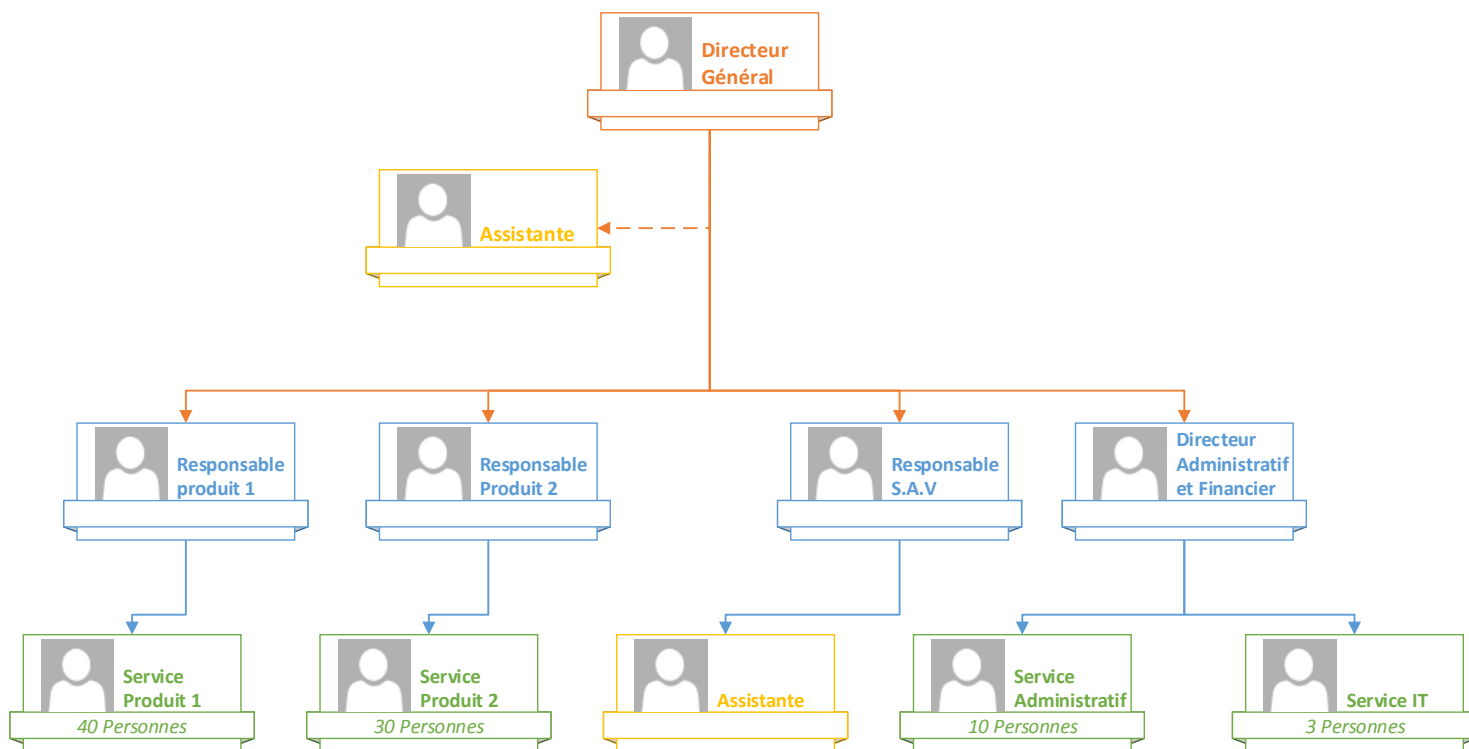 Directeur
Général
Assistante
Responsable
produit 1
Responsable
Produit 2
Responsable
S.A.V
Directeur
Administratif
et Financier
Service
Produit 1
40 Personnes
Service
Produit 2
30 Personnes
Assistante
Service
Administratif
10 Personnes
Service IT
3 Personnes